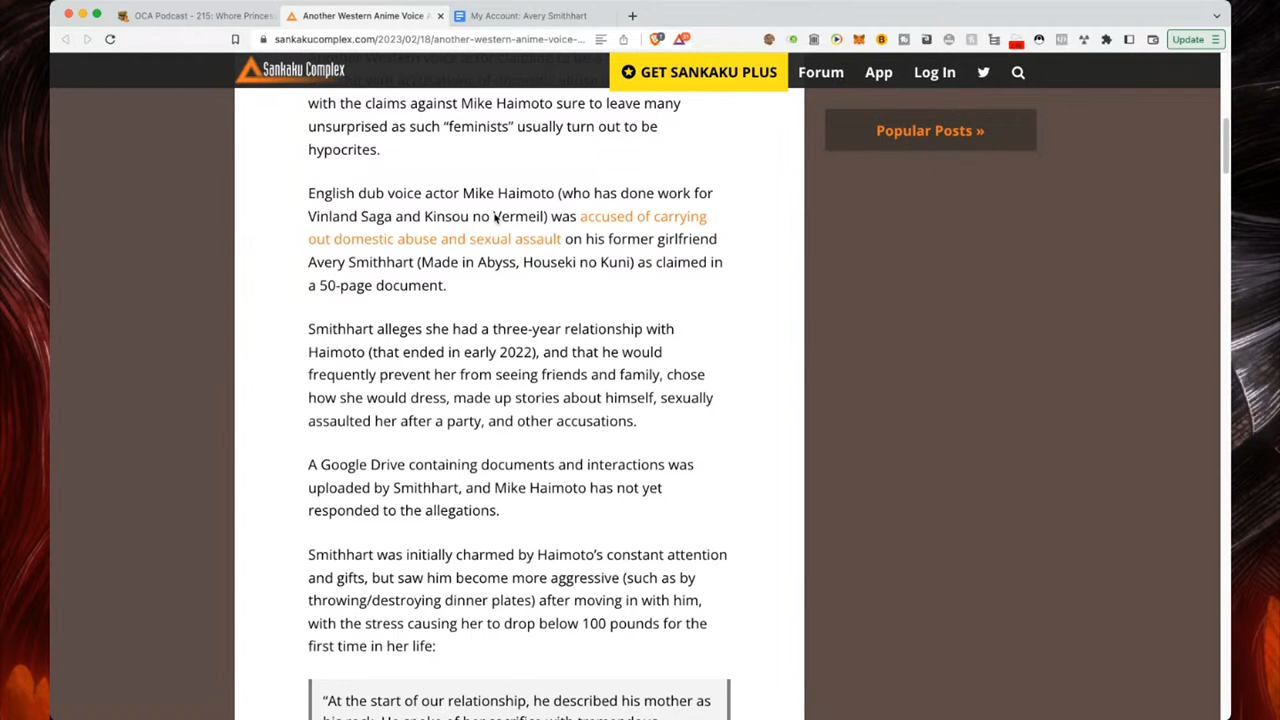 OCA Podcast - 215: Whore Princes
Another Western Anime Voice A
My Account: Avery Smithhart
sankakucomplex.com/2023/02/18/another-western-anime-voice-...
Update
Sankaku Complex
GET SANKAKU PLUS
Forum
App
Log In
with the claims against Mike Haimoto sure to leave many
unsurprised as such “feminists” usually turn out to be
hypocrites.
Popular Posts »
English dub voice actor Mike Haimoto (who has done work for
Vinland Saga and Kinsou no Vermeil) was accused of carrying
out domestic abuse and sexual assault on his former girlfriend
Avery Smithhart (Made in Abyss, Houseki no Kuni) as claimed in
a 50-page document.
Smithhart alleges she had a three-year relationship with
Haimoto (that ended in early 2022), and that he would
frequently prevent her from seeing friends and family, chose
how she would dress, made up stories about himself, sexually
assaulted her after a party, and other accusations.
A Google Drive containing documents and interactions was
uploaded by Smithhart, and Mike Haimoto has not yet
responded to the allegations.
Smithhart was initially charmed by Haimoto’s constant attention
and gifts, but saw him become more aggressive (such as by
throwing/destroying dinner plates) after moving in with him,
with the stress causing her to drop below 100 pounds for the
first time in her life:
“At the start of our relationship, he described his mother as